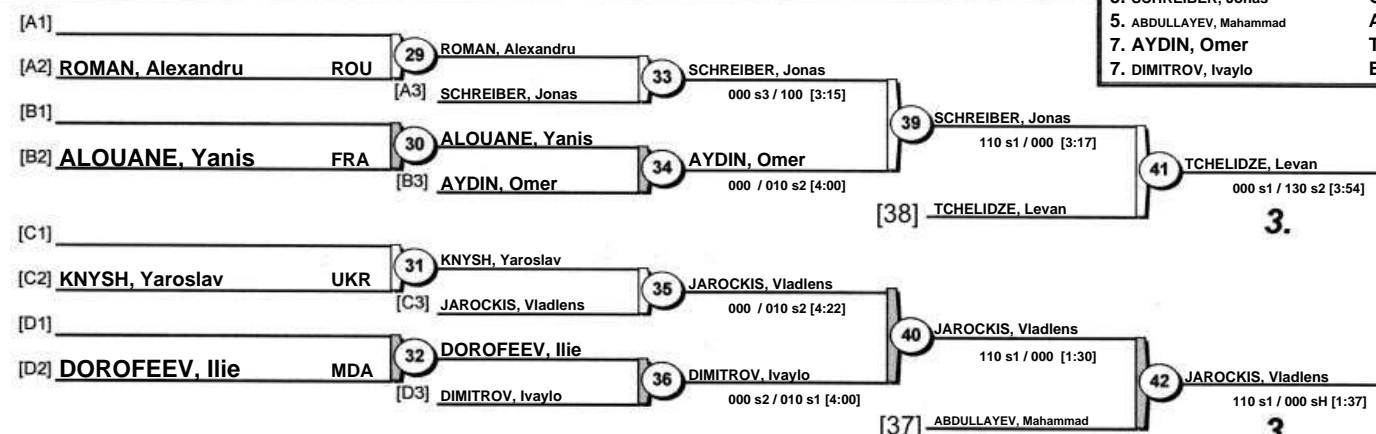 3. SCHREIBER, Jonas
5. ABDULLAYEV, Mahammad A
7. AYDIN, Omer T
7. DIMITROV, Ivaylo
[A1]
[A2] ROMAN, Alexandru ROU
29
ROMAN, Alexandru
[A3] SCHREIBER, Jonas
33
SCHREIBER, Jonas
000 s3 / 100 [3:15]
[B1]
[B2] ALOUANE, Yanis FRA
30
ALOUANE, Yanis
[B3] AYDIN, Omer
34
AYDIN, Omer
000 / 010 s2 [4:00]
39
SCHREIBER, Jonas
110 s1 / 000 [3:17]
[38] TCHELIDZE, Levan
41
TCHELIDZE, Levan
000 s1 / 130 s2 [3:54]
3.
[C1]
[C2] KNYSH, Yaroslav UKR
31
KNYSH, Yaroslav
[C3] JAROCKIS, Vladlens
35
JAROCKIS, Vladlens
000 / 010 s2 [4:22]
[D1]
[D2] DOROFEEV, Ilie MDA
32
DOROFEEV, Ilie
[D3] DIMITROV, Ivaylo
36
DIMITROV, Ivaylo
000 s2 / 010 s1 [4:00]
40
JAROCKIS, Vladlens
110 s1 / 000 [1:30]
[37] ABDULLAYEV, Mahammad
42
JAROCKIS, Vladlens
110 s1 / 000 sH [1:37]
3